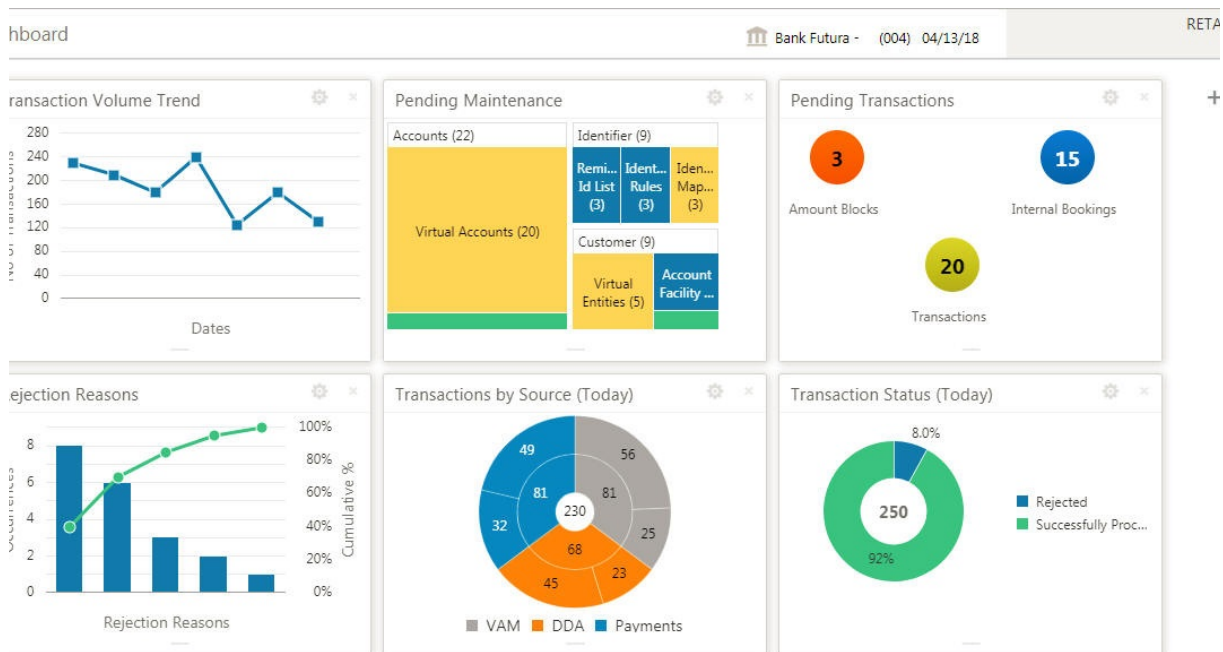 hboard
Bank Futura - (004) 04/13/18
RETA
ransaction Volume Trend
280
240
200
160
120
80
40
0
No of Transactions
Dates
Pending Maintenance
Accounts (22)
Virtual Accounts (20)
Identifier (9)
Remi...
Id List
(3)
Ident...
Rules
(3)
Iden...
Map...
(3)
Customer (9)
Virtual
Entities (5)
Account
Facility ...
Pending Transactions
3
Amount Blocks
15
Internal Bookings
20
Transactions
ejection Reasons
8
6
4
2
0
Occurrences
100%
80%
60%
40%
20%
0%
Cumulative %
Rejection Reasons
Transactions by Source (Today)
49
56
81
81
230
32
25
68
45
23
VAM DDA Payments
Transaction Status (Today)
8.0%
250
92%
Rejected
Successfully Proc...